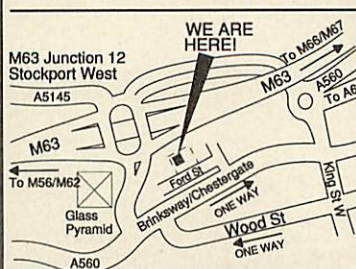 WE ARE
HERE!
M63 Junction 12
Stockport West
To M66/M67
M63
A5145
A560
To A6
M63
To M56/M62
Ford St
Glass
Pyramid
Brinksway/Chestergate
ONE WAY
King St W
Wood St
ONE WAY
A560